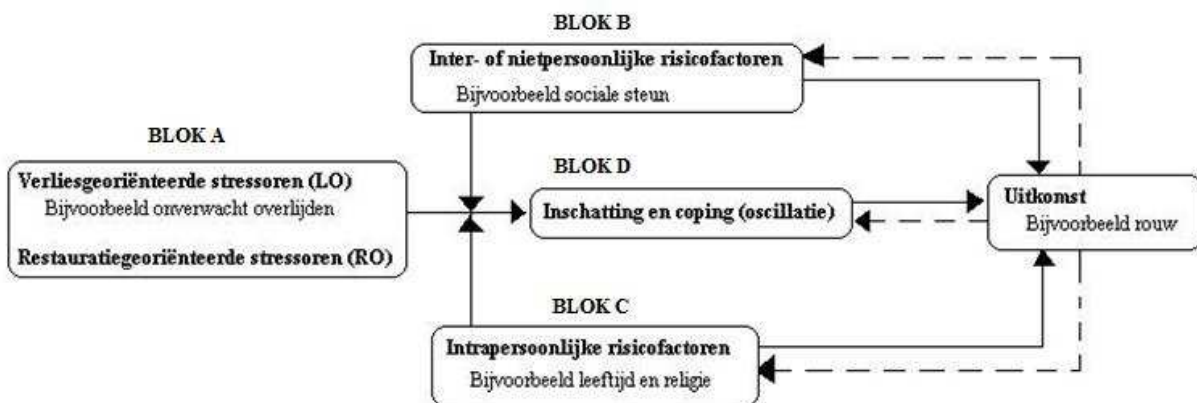 BLOK B
Inter- of nietpersoonlijke risicofactoren
Bijvoorbeeld sociale steun
BLOK A
Verliesgeoriënteerde stressoren (LO)
Bijvoorbeeld onverwacht overlijden
Restauratiegeoriënteerde stressoren (RO)
BLOK D
Inschatting en coping (oscillatie)
Uitkomst
Bijvoorbeeld rouw
BLOK C
Intrapersoonlijke risicofactoren
Bijvoorbeeld leeftijd en religie